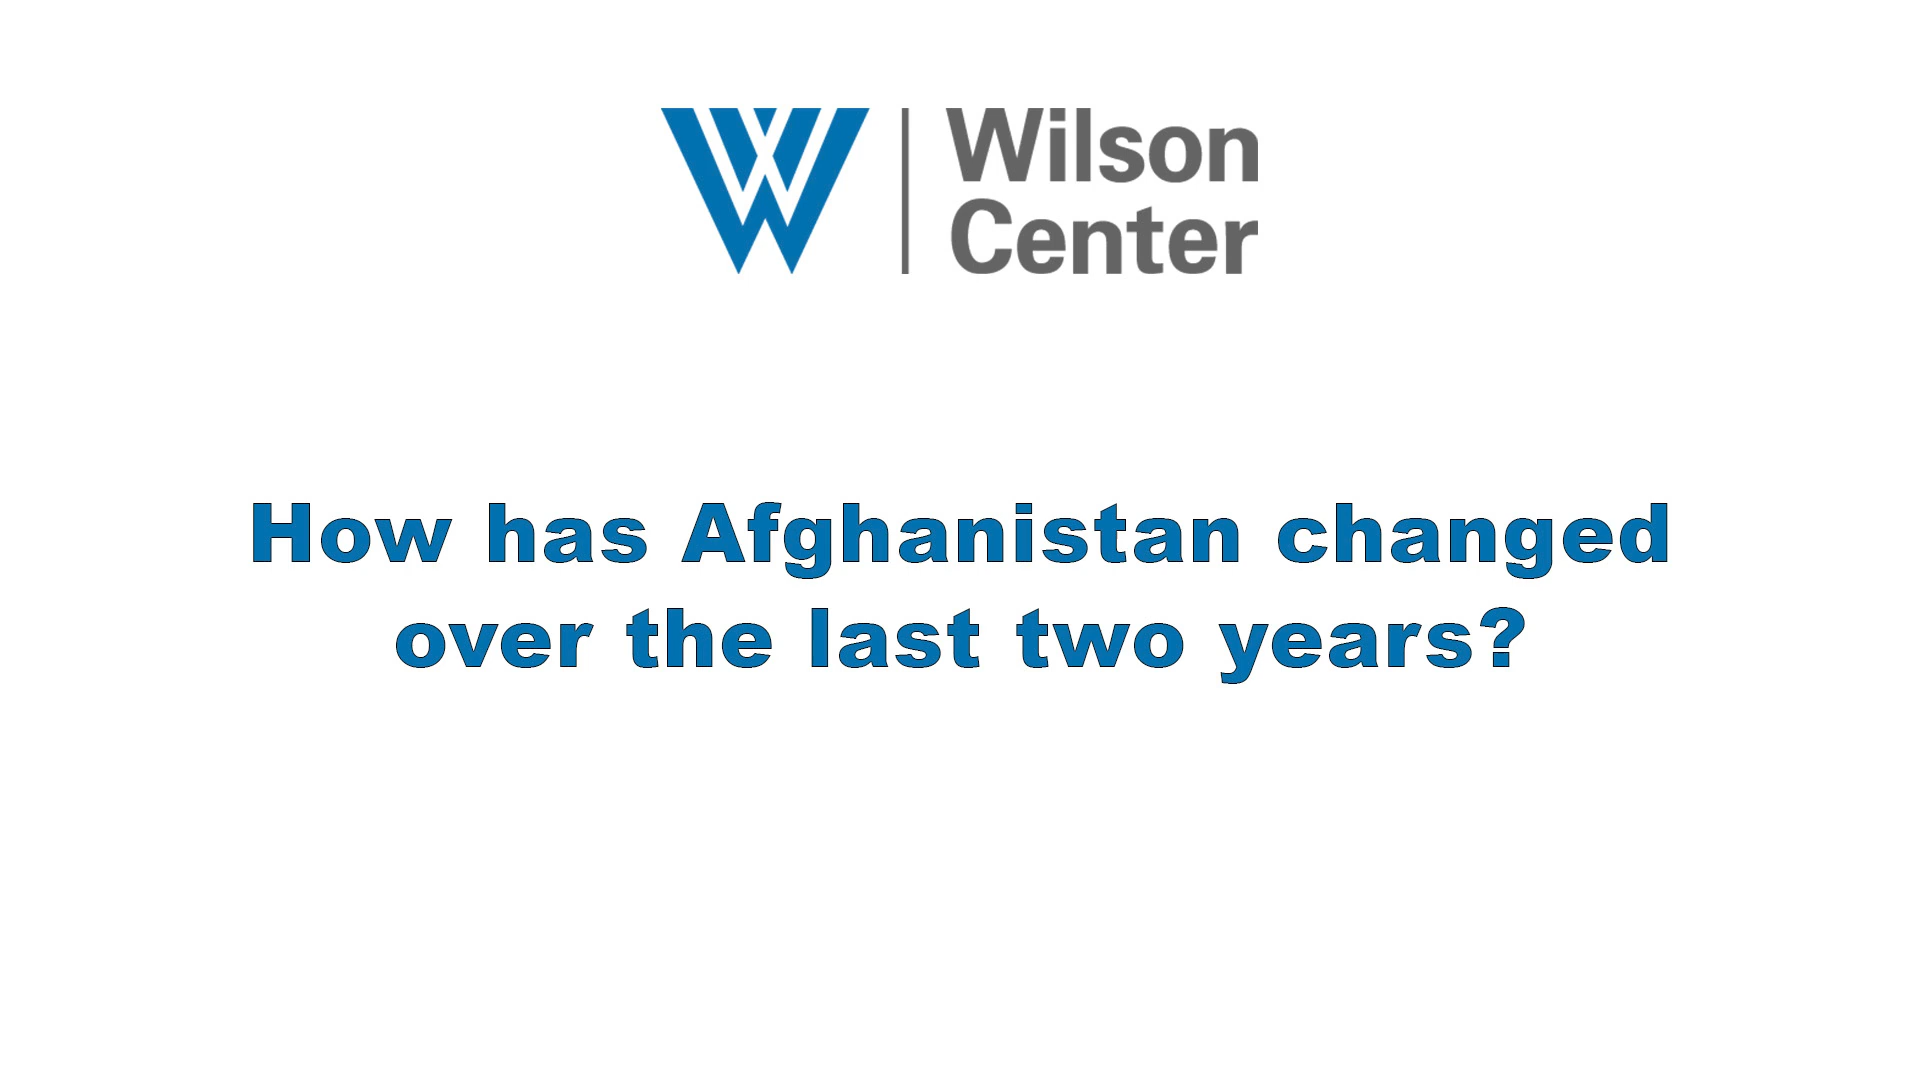 Wilson
Center
How has Afghanistan changed
over the last two years?